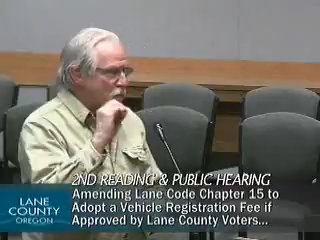 2ND READING & PUBLIC HEARING
LANE
COUNTY
OREGON
Amending Lane Code Chapter 15 to
Adopt a Vehicle Registration Fee if
Approved by Lane County Voters...